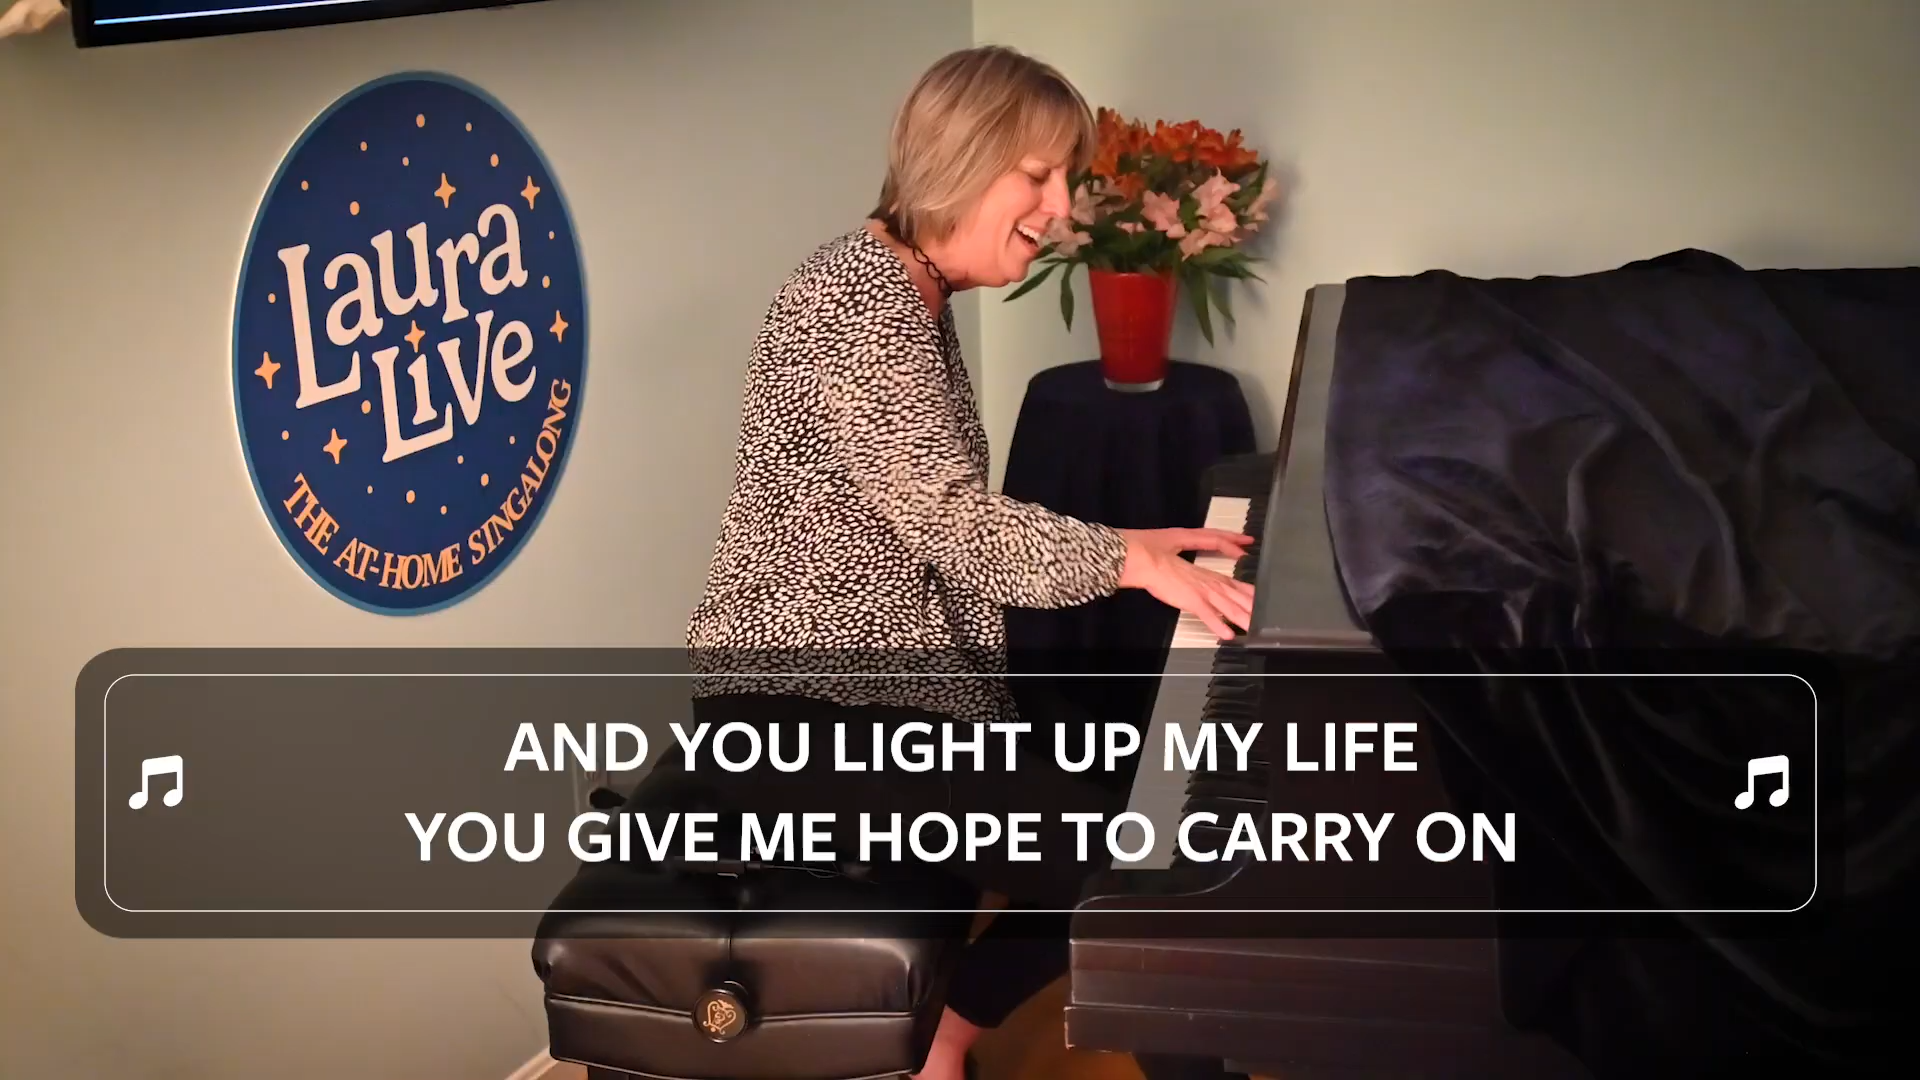 Laura
Live
THE AT-HOME SINGALONG
AND YOU LIGHT UP MY LIFE
YOU GIVE ME HOPE TO CARRY ON